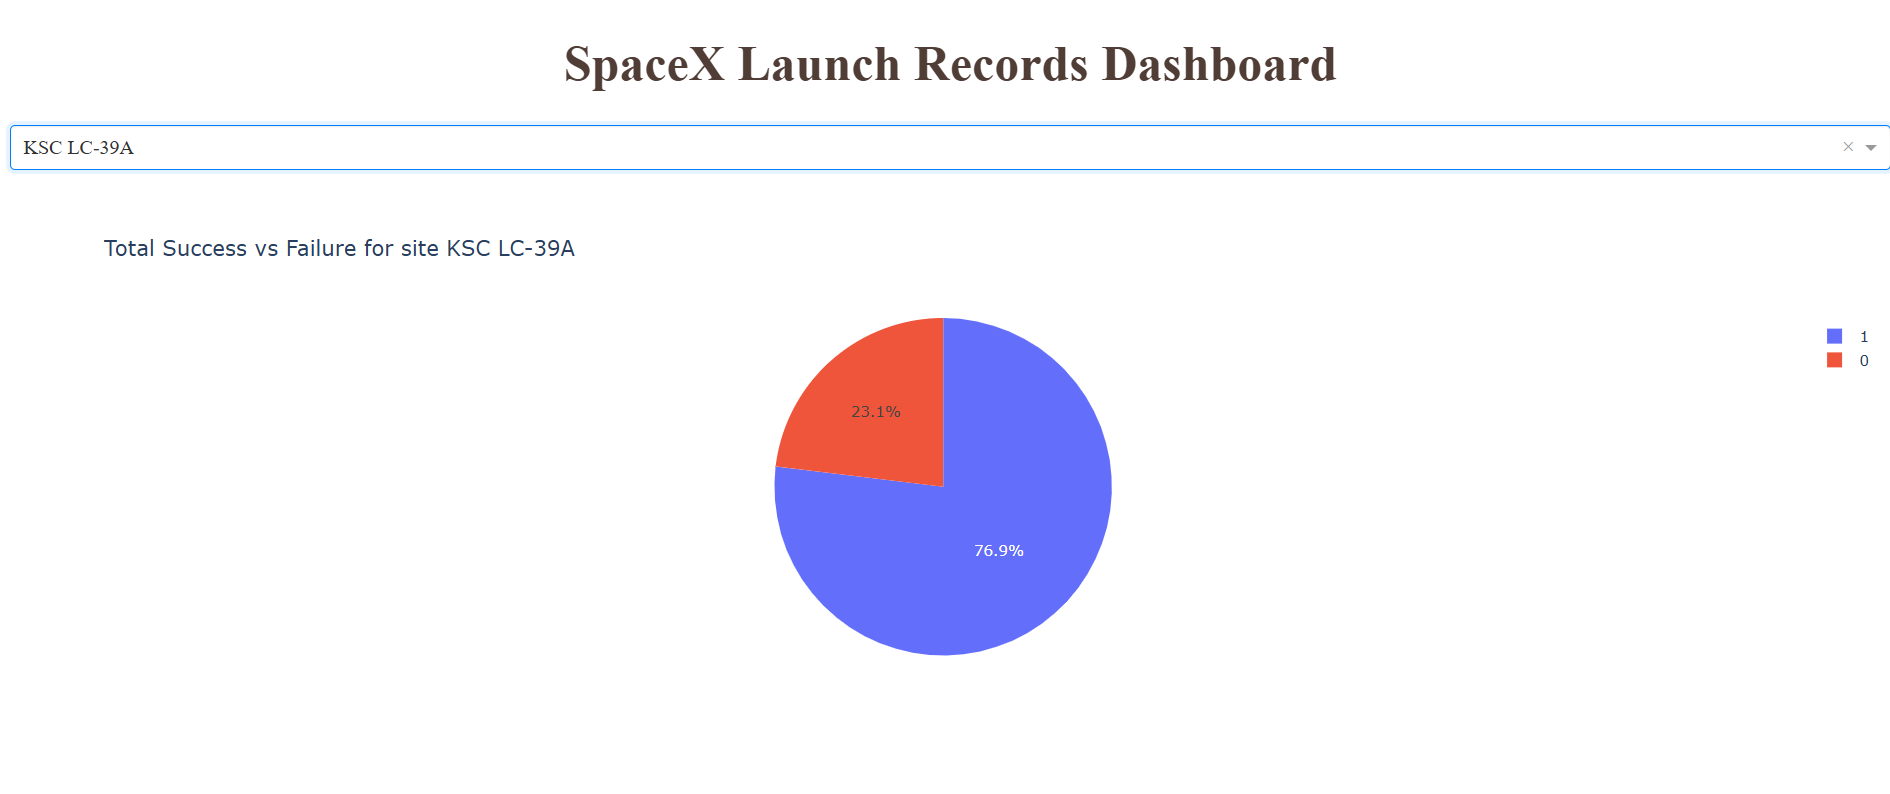 SpaceX Launch Records Dashboard
KSC LC-39A
Total Success vs Failure for site KSC LC-39A
1
0
23.1%
76.9%